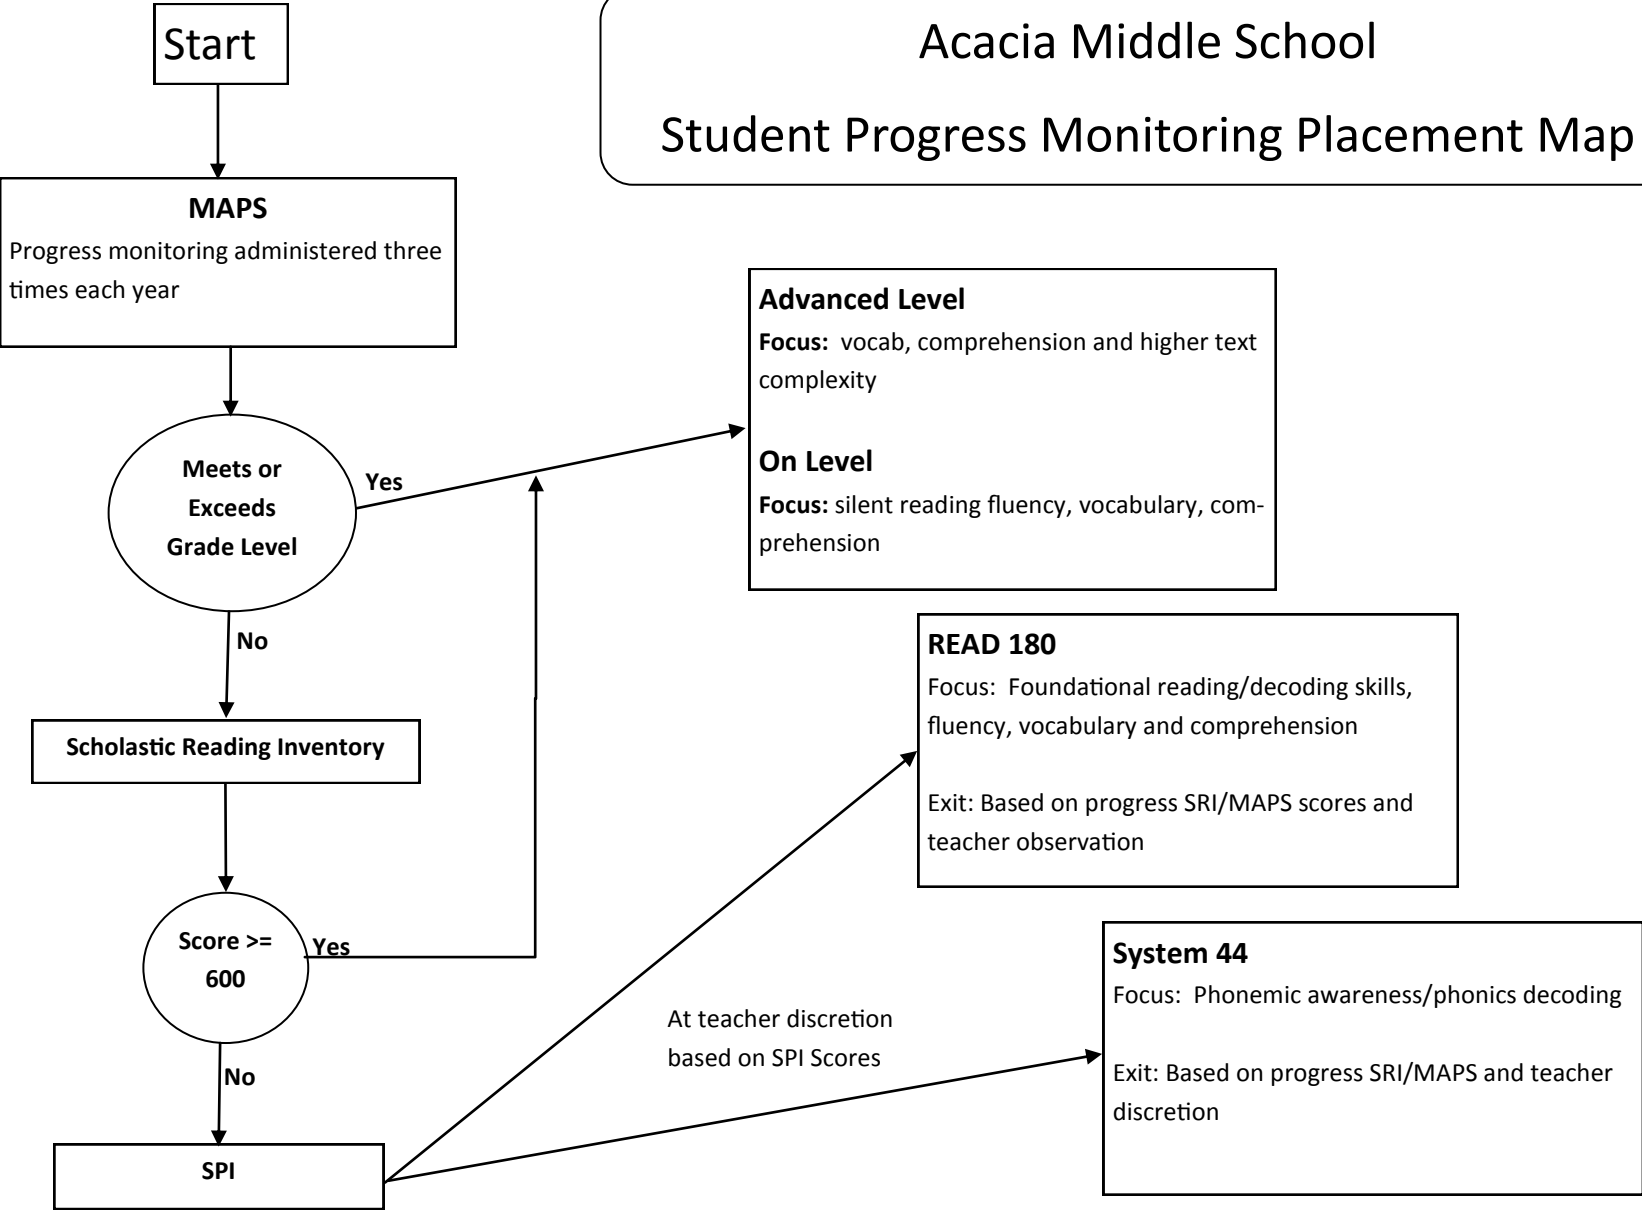 Start
Acacia Middle School
Student Progress Monitoring Placement Map
MAPS
Progress monitoring administered three
times each year
Advanced Level
Focus:  vocab, comprehension and higher text
complexity
On Level
Focus: silent reading fluency, vocabulary, com-
prehension
Meets or
Exceeds
Grade Level
Yes
No
READ 180
Focus:  Foundational reading/decoding skills,
fluency, vocabulary and comprehension
Exit: Based on progress SRI/MAPS scores and
teacher observation
Scholastic Reading Inventory
Score >=
600
Yes
No
At teacher discretion
based on SPI Scores
System 44
Focus:  Phonemic awareness/phonics decoding
Exit: Based on progress SRI/MAPS and teacher
discretion
SPI